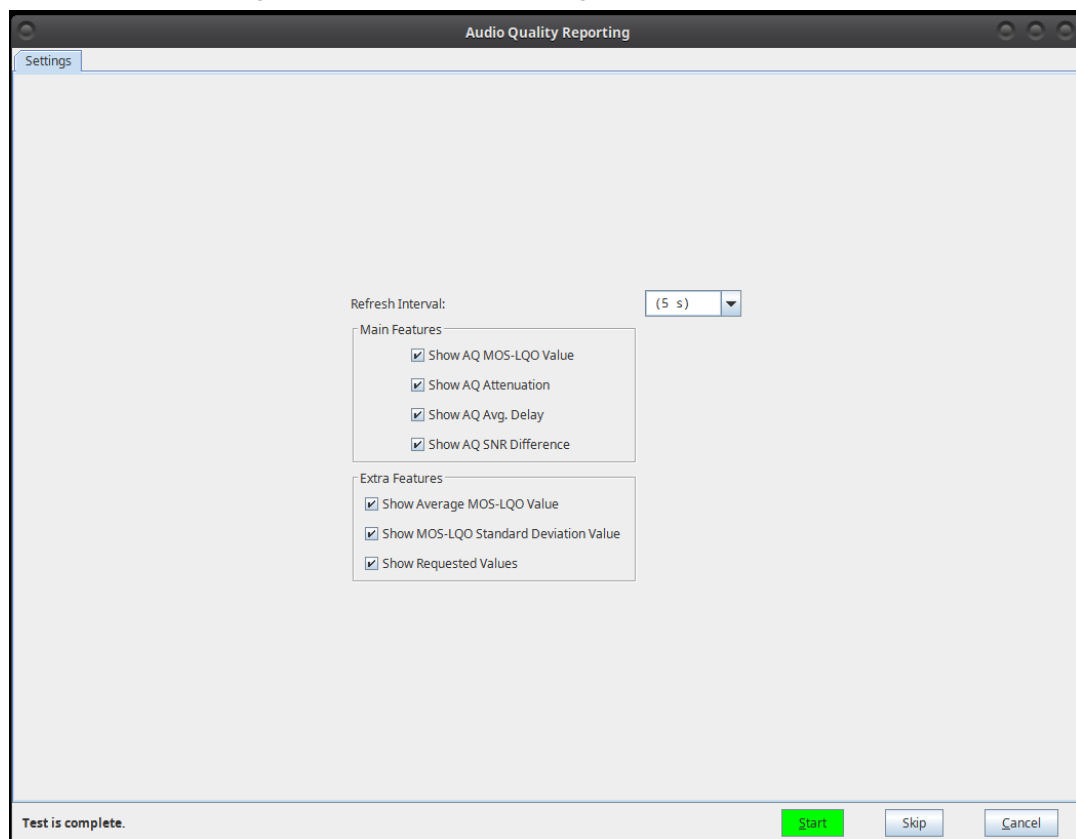 Audio Quality Reporting
Settings
Refresh Interval:
(5 s)
Main Features
Show AQ MOS-LQO Value
Show AQ Attenuation
Show AQ Avg. Delay
Show AQ SNR Difference
Extra Features
Show Average MOS-LQO Value
Show MOS-LQO Standard Deviation Value
Show Requested Values
Test is complete.
Start
Skip
Cancel